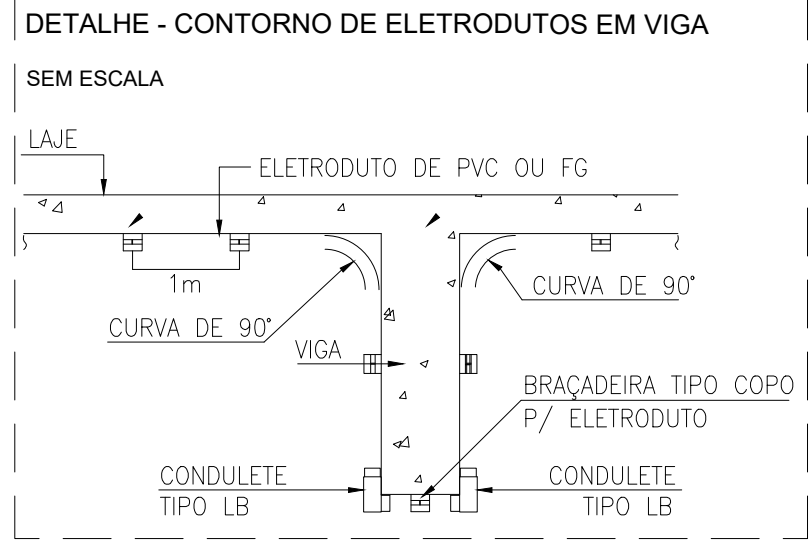 DETALHE - CONTORNO DE ELETRODUTOS EM VIGA
SEM ESCALA
LAJE
ELETRODUTO DE PVC OU FG
1m
CURVA DE 90°
CURVA DE 90°
VIGA
BRAÇADEIRA TIPO COPO
P/ ELETRODUTO
CONDULETE
TIPO LB
CONDULETE
TIPO LB